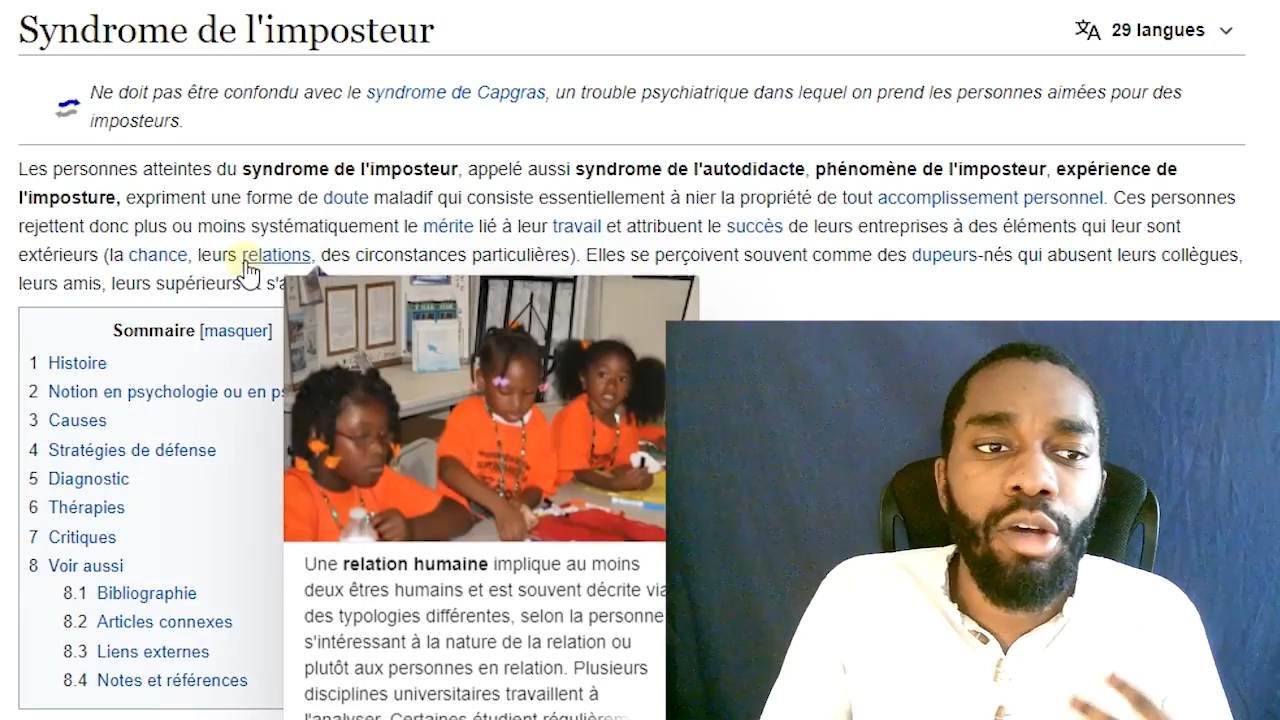 Syndrome de l'imposteur
29 langues
Ne doit pas être confondu avec le syndrome de Capgras, un trouble psychiatrique dans lequel on prend les personnes aimées pour des
imposteurs.
Les personnes atteintes du syndrome de l'imposteur, appelé aussi syndrome de l'autodidacte, phénomène de l'imposteur, expérience de
l'imposture, expriment une forme de doute maladif qui consiste essentiellement à nier la propriété de tout accomplissement personnel. Ces personnes
rejettent donc plus ou moins systématiquement le mérite lié à leur travail et attribuent le succès de leurs entreprises à des éléments qui leur sont
extérieurs (la chance, leurs relations, des circonstances particulières). Elles se perçoivent souvent comme des dupeurs-nés qui abusent leurs collègues,
leurs amis, leurs supérieurs
Sommaire [masquer]
1 Histoire
2 Notion en psychologie ou en
3 Causes
4 Stratégies de défense
5 Diagnostic
6 Thérapies
7 Critiques
8 Voir aussi
8.1 Bibliographie
8.2 Articles connexes
8.3 Liens externes
8.4 Notes et références
Une relation humaine implique au moins
deux êtres humains et est souvent décrite via
des typologies différentes, selon la personne
s'intéressant à la nature de la relation ou
plutôt aux personnes en relation. Plusieurs
disciplines universitaires travaillent à
l'analyser. Certaines étudient